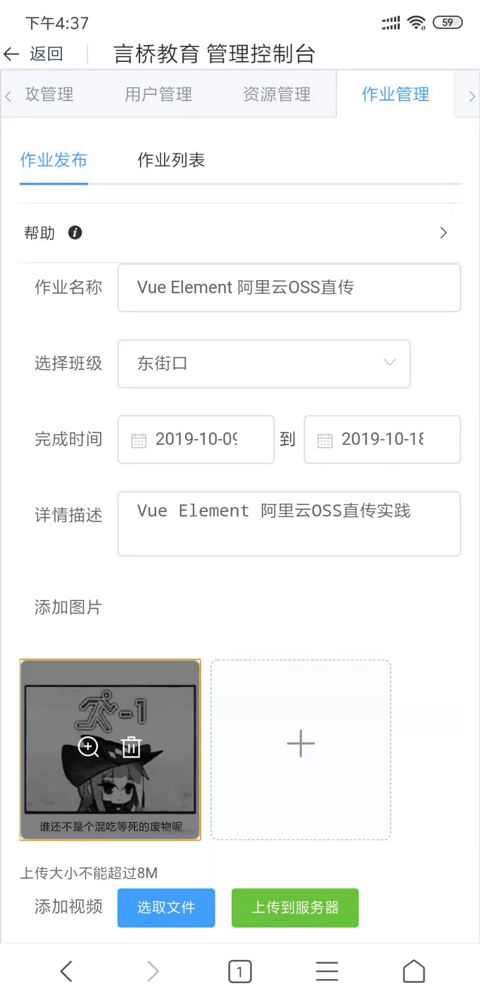 下午4:37
59
返回
言桥教育 管理控制台
攻管理
用户管理
资源管理
作业管理
作业发布
作业列表
帮助
作业名称
Vue Element 阿里云OSS直传
选择班级
东街口
完成时间
2019-10-09
到
2019-10-18
详情描述
Vue Element 阿里云OSS直传实践
添加图片
-1
谁还不是个混吃等死的废物呢
上传大小不能超过8M
添加视频
选取文件
上传到服务器
1